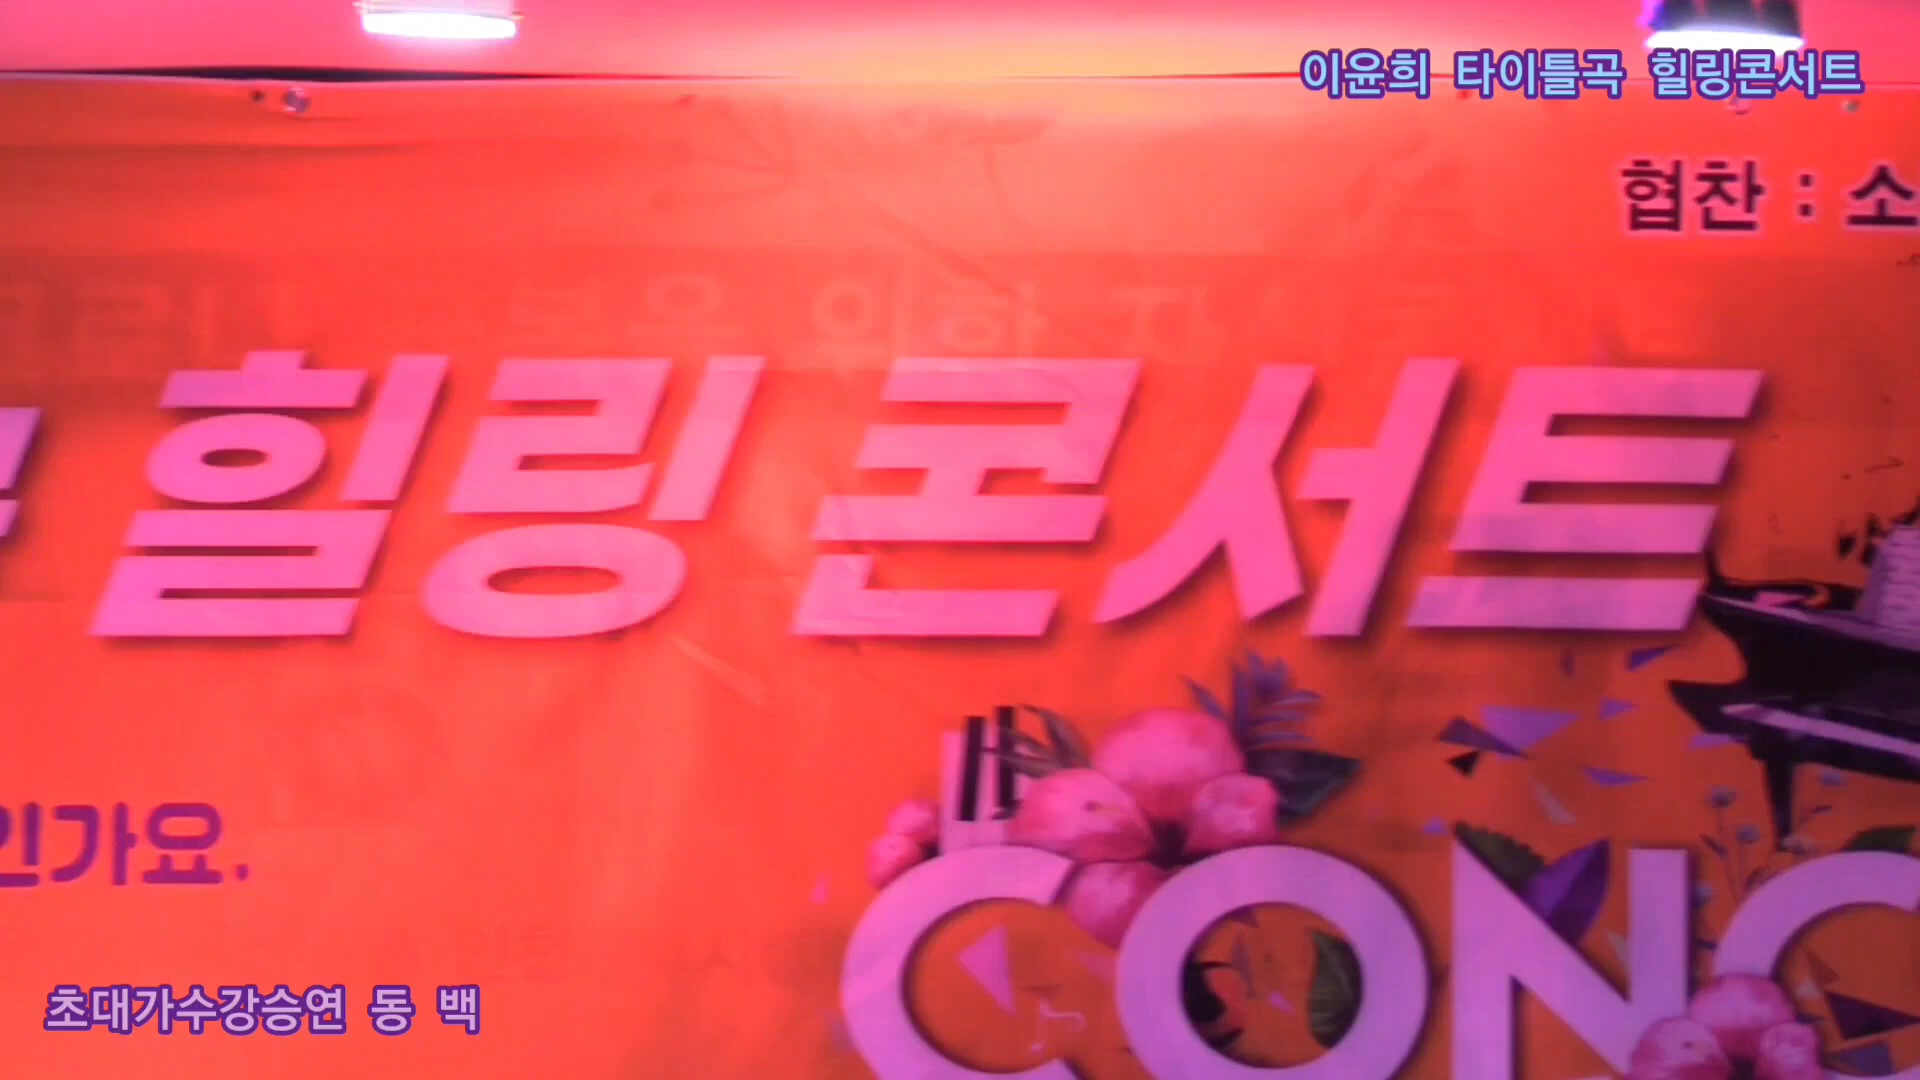 이윤희 타이틀곡 힐링콘서트
협찬 : 소
힐링 콘서트
인가요.
CONC
초대가수강승연 동 백